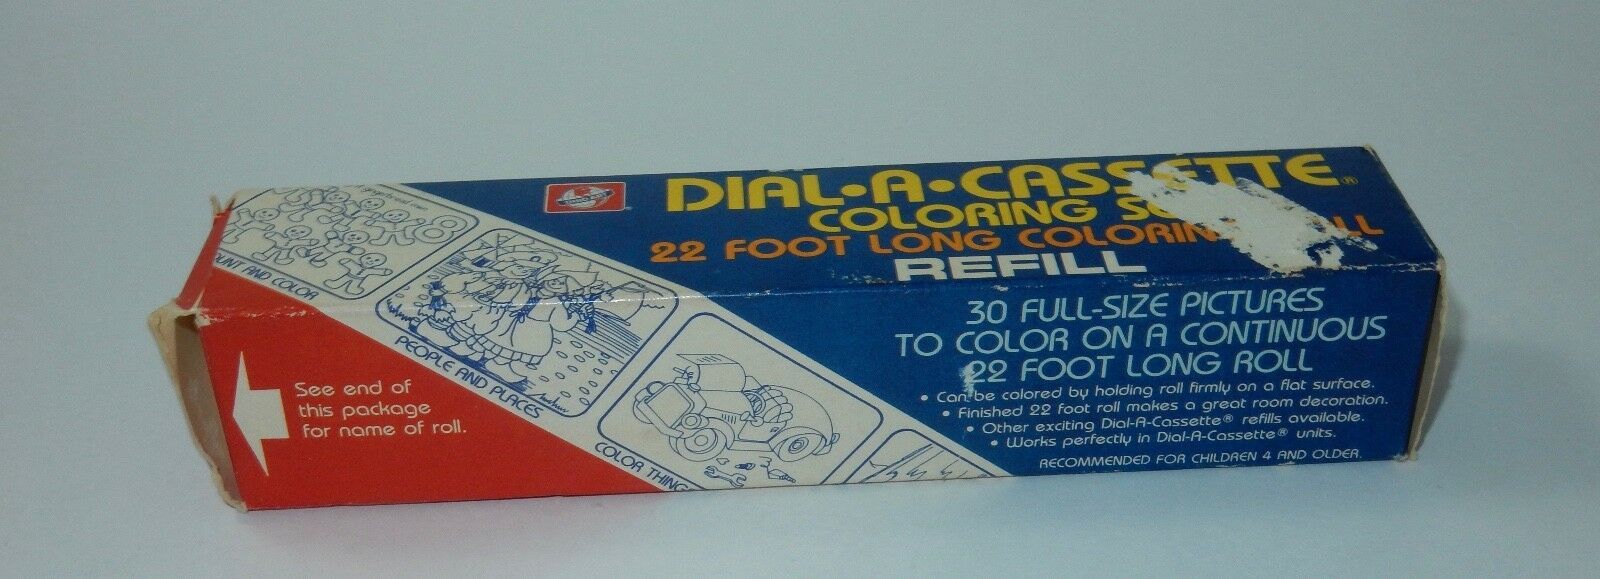 DIAL•A•CASSETTE®
COLORING
22 FOOT LONG COLORING ROLL
REFILL
30 FULL-SIZE PICTURES
TO COLOR ON A CONTINUOUS
22 FOOT LONG ROLL
• Can be colored by holding roll firmly on a flat surface.
• Finished 22 foot roll makes a great room decoration.
• Other exciting Dial-A-Cassette® refills available.
• Works perfectly in Dial-A-Cassette® units.
RECOMMENDED FOR CHILDREN 4 AND OLDER.
AND COLOR
PEOPLE AND PLACES
COLOR THING
See end of
this package
for name of roll.